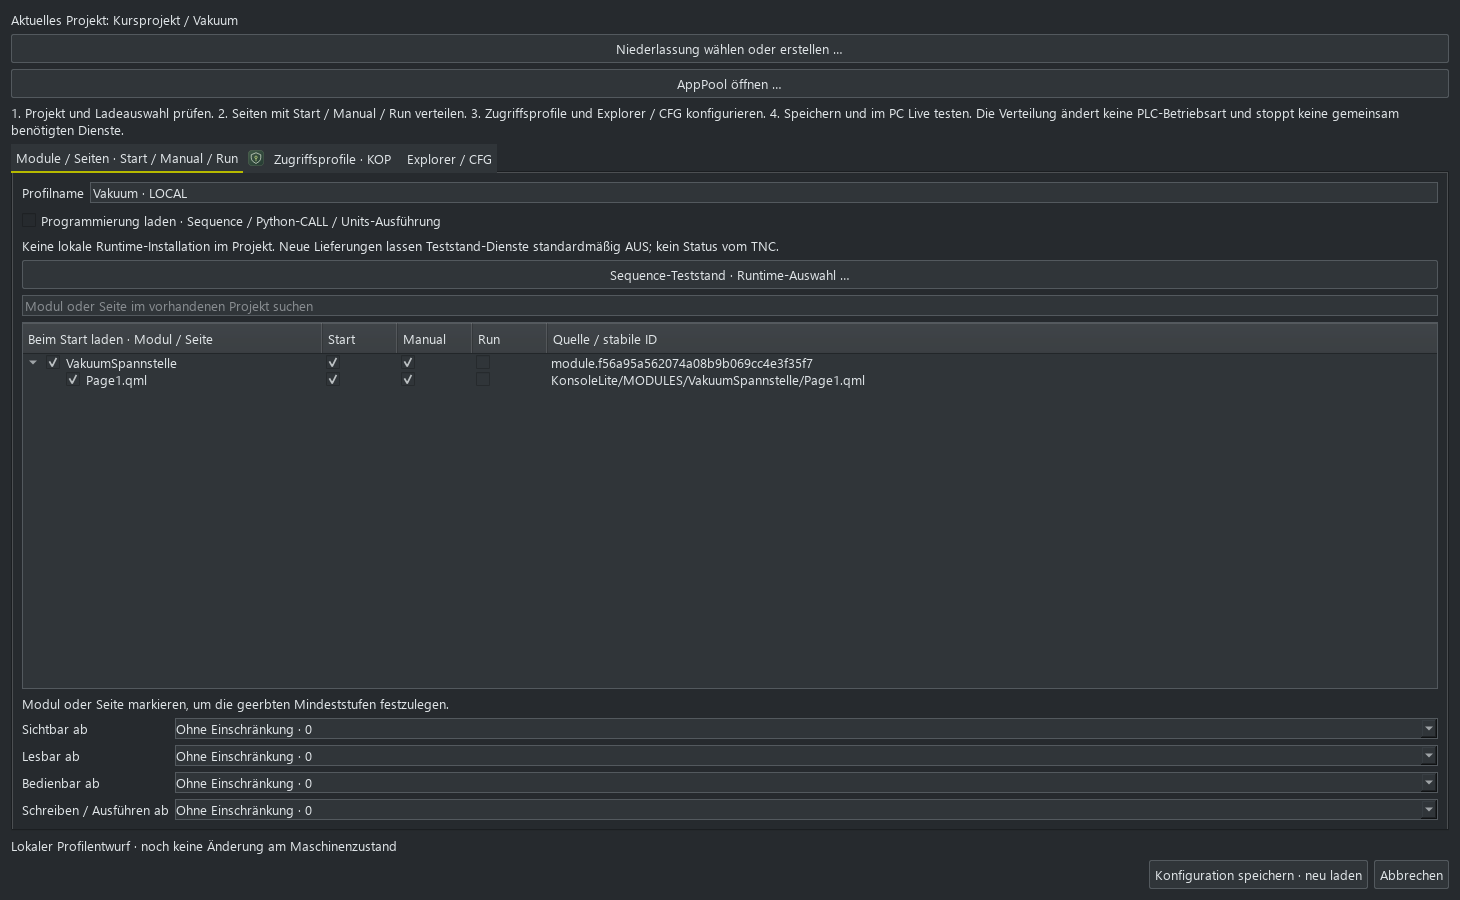 Aktuelles Projekt: Kursprojekt / Vakuum
Niederlassung wählen oder erstellen ...
AppPool öffnen ...
1. Projekt und Ladeauswahl prüfen. 2. Seiten mit Start / Manual / Run verteilen. 3. Zugriffsprofile und Explorer / CFG konfigurieren. 4. Speichern und im PC Live testen. Die Verteilung ändert keine PLC-Betriebsart und stoppt keine gemeinsam
benötigten Dienste.
Module / Seiten · Start / Manual / Run Zugriffsprofile · KOP Explorer / CFG
Profilname Vakuum · LOCAL
Programmierung laden · Sequence / Python-CALL / Units-Ausführung
Keine lokale Runtime-Installation im Projekt. Neue Lieferungen lassen Teststand-Dienste standardmäßig AUS; kein Status vom TNC.
Sequence-Teststand · Runtime-Auswahl ...
Modul oder Seite im vorhandenen Projekt suchen
Beim Start laden · Modul / Seite Start Manual Run Quelle / stabile ID
VakuumSpannstelle module.f56a95a562074a08b9b069cc4e3f35f7
Page1.qml KonsoleLite/MODULES/VakuumSpannstelle/Page1.qml
Modul oder Seite markieren, um die geerbten Mindeststufen festzulegen.
Sichtbar ab Ohne Einschränkung · 0
Lesbar ab Ohne Einschränkung · 0
Bedienbar ab Ohne Einschränkung · 0
Schreiben / Ausführen ab Ohne Einschränkung · 0
Lokaler Profilentwurf · noch keine Änderung am Maschinenzustand
Konfiguration speichern · neu laden Abbrechen